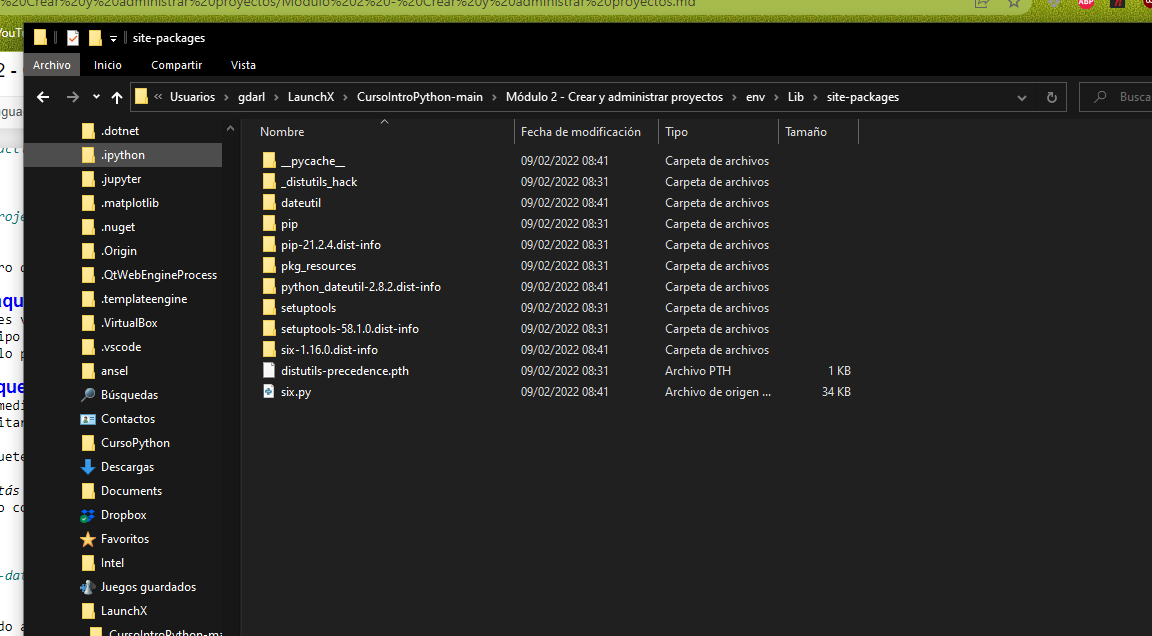 %20Crear%20y%20administrar%20proyectos/Módulo%202%20-%20Crear%20y%20administrar%20proyectos.md
ABP
site-packages
Archivo Inicio Compartir Vista
« Usuarios > gdarl > LaunchX > CursoIntroPython-main > Módulo 2 - Crear y administrar proyectos > env > Lib > site-packages
Busca
Nombre Fecha de modificación Tipo Tamaño
.dotnet
.ipython
.jupyter
.matplotlib
.nuget
.Origin
.QtWebEngineProcess
.templateengine
.VirtualBox
.vscode
ansel
Búsquedas
Contactos
CursoPython
Descargas
Documents
Dropbox
Favoritos
Intel
Juegos guardados
LaunchX
CursoIntroPython-ma
__pycache__ 09/02/2022 08:41 Carpeta de archivos
_distutils_hack 09/02/2022 08:31 Carpeta de archivos
dateutil 09/02/2022 08:41 Carpeta de archivos
pip 09/02/2022 08:31 Carpeta de archivos
pip-21.2.4.dist-info 09/02/2022 08:31 Carpeta de archivos
pkg_resources 09/02/2022 08:31 Carpeta de archivos
python_dateutil-2.8.2.dist-info 09/02/2022 08:41 Carpeta de archivos
setuptools 09/02/2022 08:31 Carpeta de archivos
setuptools-58.1.0.dist-info 09/02/2022 08:31 Carpeta de archivos
six-1.16.0.dist-info 09/02/2022 08:41 Carpeta de archivos
distutils-precedence.pth 09/02/2022 08:31 Archivo PTH 1 KB
six.py 09/02/2022 08:41 Archivo de origen ... 34 KB